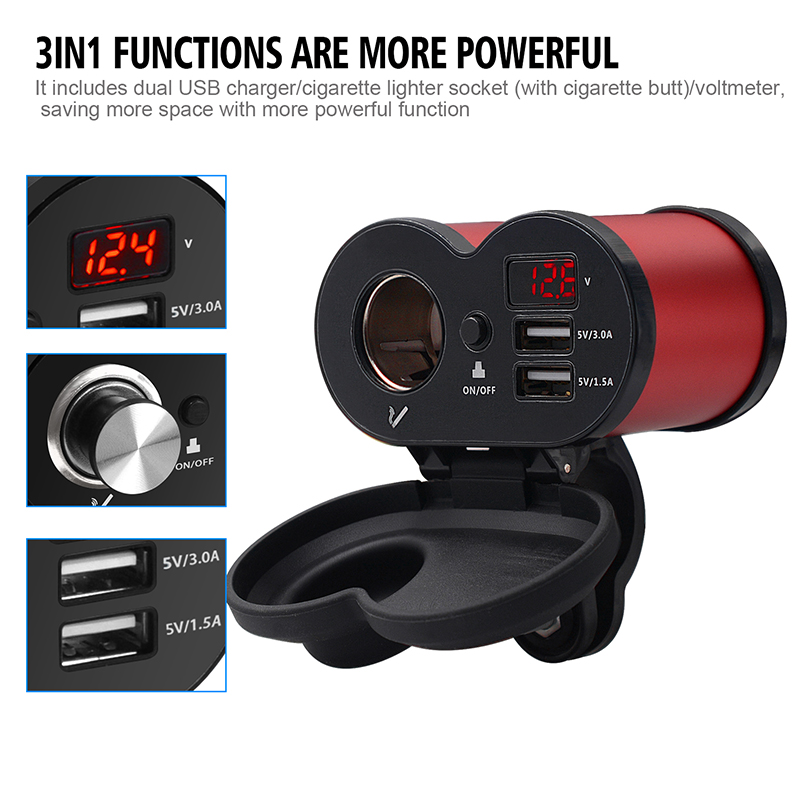 3IN1 FUNCTIONS ARE MORE POWERFUL
It includes dual USB charger/cigarette lighter socket (with cigarette butt)/voltmeter,
saving more space with more powerful function
12.4 V
5V/3.0A
ON/OFF
5V/3.0A
5V/1.5A
12.6 V
5V/3.0A
5V/1.5A
ON/OFF